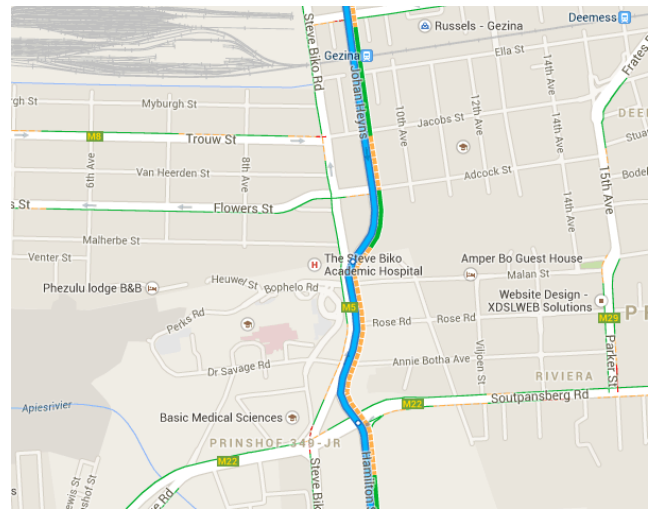 Deemess
Russels - Gezina
Steve Biko Rd
Gezina
Johan Heyns
Ella St
14th Ave
Frates Rd
Myburgh St
10th Ave
12th Ave
Jacobs St
M8
Trouw St
6th Ave
8th Ave
Van Heerden St
Adcock St
14th Ave
15th Ave
Flowers St
Malherbe St
Venter St
The Steve Biko
Academic Hospital
Amper Bo Guest House
Malan St
Phezulu lodge B&B
Heuwel St
Bophelo Rd
M5
Website Design -
XDSLWEB Solutions
Perks Rd
Rose Rd
Rose Rd
M29
Viljoen St
Annie Botha Ave
Parker St
Dr Savage Rd
RIVIERA
Apiesrivier
M22
Soutpansberg Rd
Basic Medical Sciences
PRINSHOF 349-JR
M22
Steve Biko